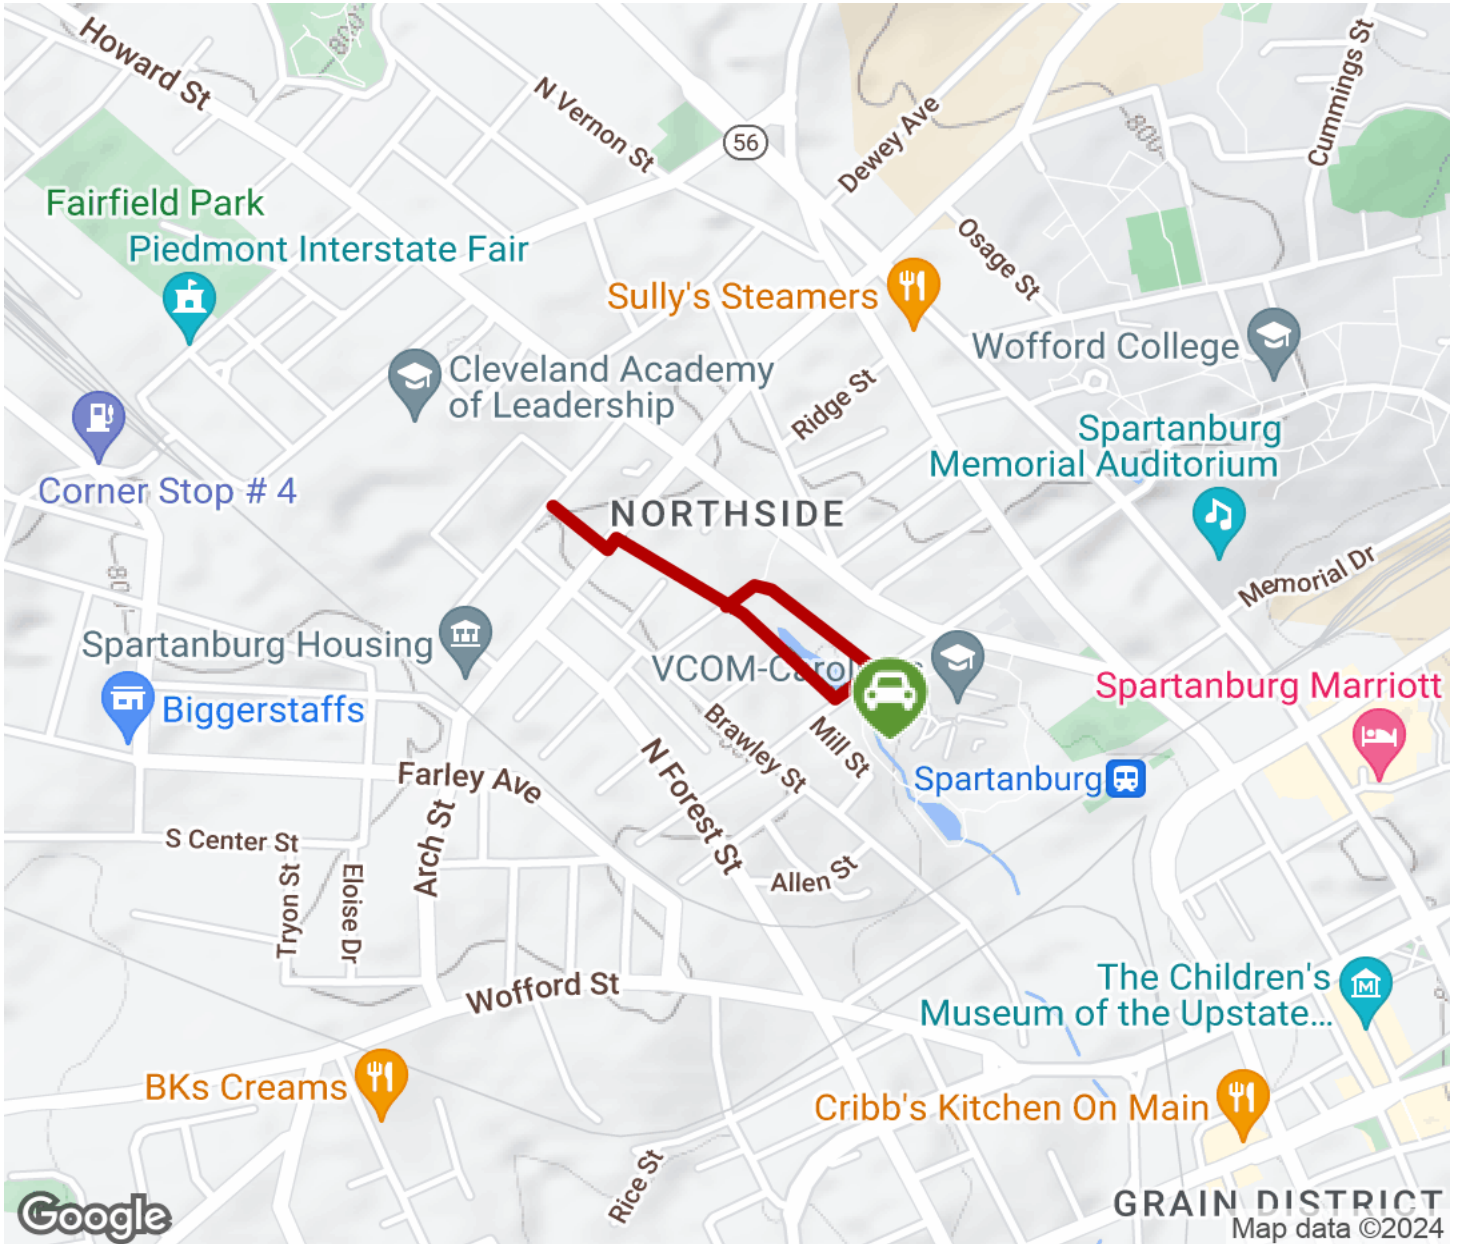 Howard St
800
N Vernon St
56
Dewey Ave
800
Cummings St
Fairfield Park
Piedmont Interstate Fair
Osage St
Sully's Steamers
Wofford College
Cleveland Academy
of Leadership
Ridge St
Spartanburg
Memorial Auditorium
Corner Stop # 4
NORTHSIDE
Memorial Dr
Spartanburg Housing
Spartanburg Marriott
Biggerstaffs
Brawley St
Mill St
N Forest St
Spartanburg
Farley Ave
S Center St
Arch St
Tryon St
Eloise Dr
Allen St
Wofford St
The Children's
Museum of the Upstate...
BKs Creams
Cribb's Kitchen On Main
Rice St
GRAIN DISTRICT
Google
Map data ©2024